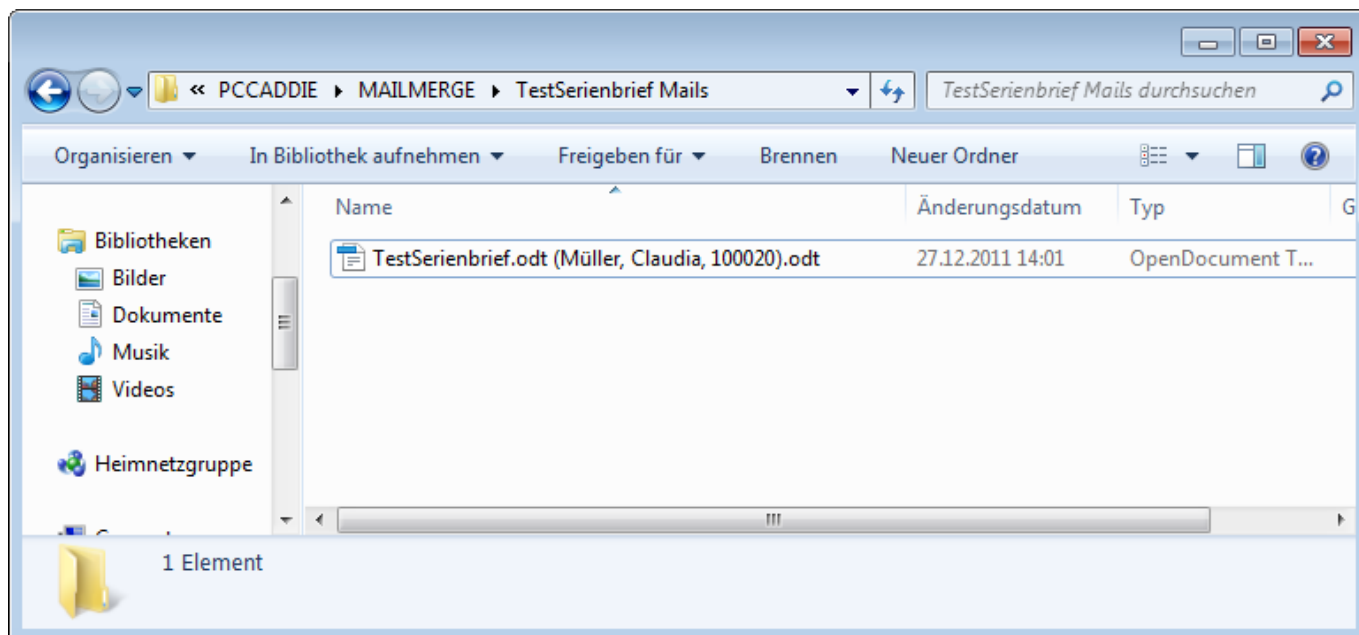 « PCCADDIE ▸ MAILMERGE ▸ TestSerienbrief Mails
TestSerienbrief Mails durchsuchen
Organisieren In Bibliothek aufnehmen Freigeben für Brennen Neuer Ordner
Name Änderungsdatum Typ G
Bibliotheken
TestSerienbrief.odt (Müller, Claudia, 100020).odt 27.12.2011 14:01 OpenDocument T...
Bilder
Dokumente
Musik
Videos
Heimnetzgruppe
1 Element